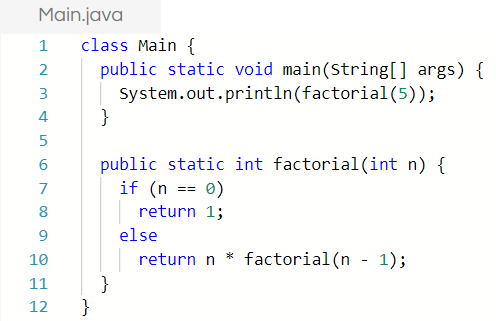 Main.java
1 class Main {
2   public static void main(String[] args) {
3     System.out.println(factorial(5));
4   }
5
6   public static int factorial(int n) {
7     if (n == 0)
8       return 1;
9     else
10       return n * factorial(n - 1);
11   }
12 }